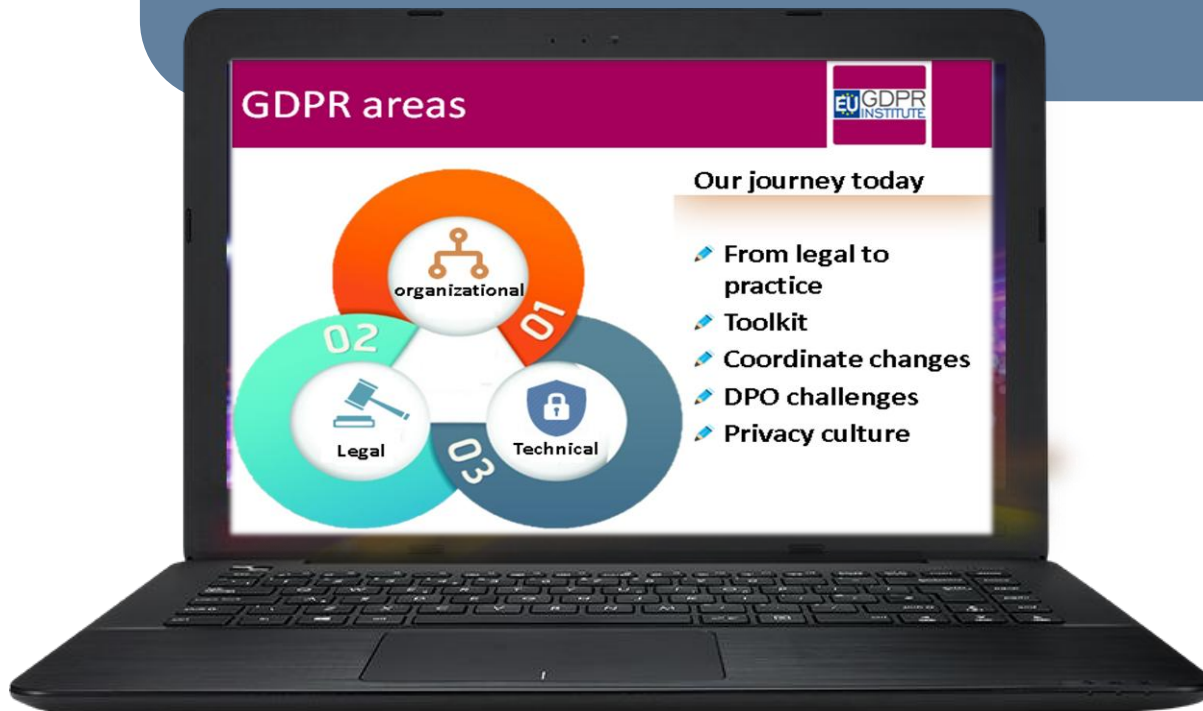 GDPR areas
EU GDPR
INSTITUTE
Our journey today
From legal to
practice
Toolkit
Coordinate changes
DPO challenges
Privacy culture
organizational
01
02
Legal
03
Technical